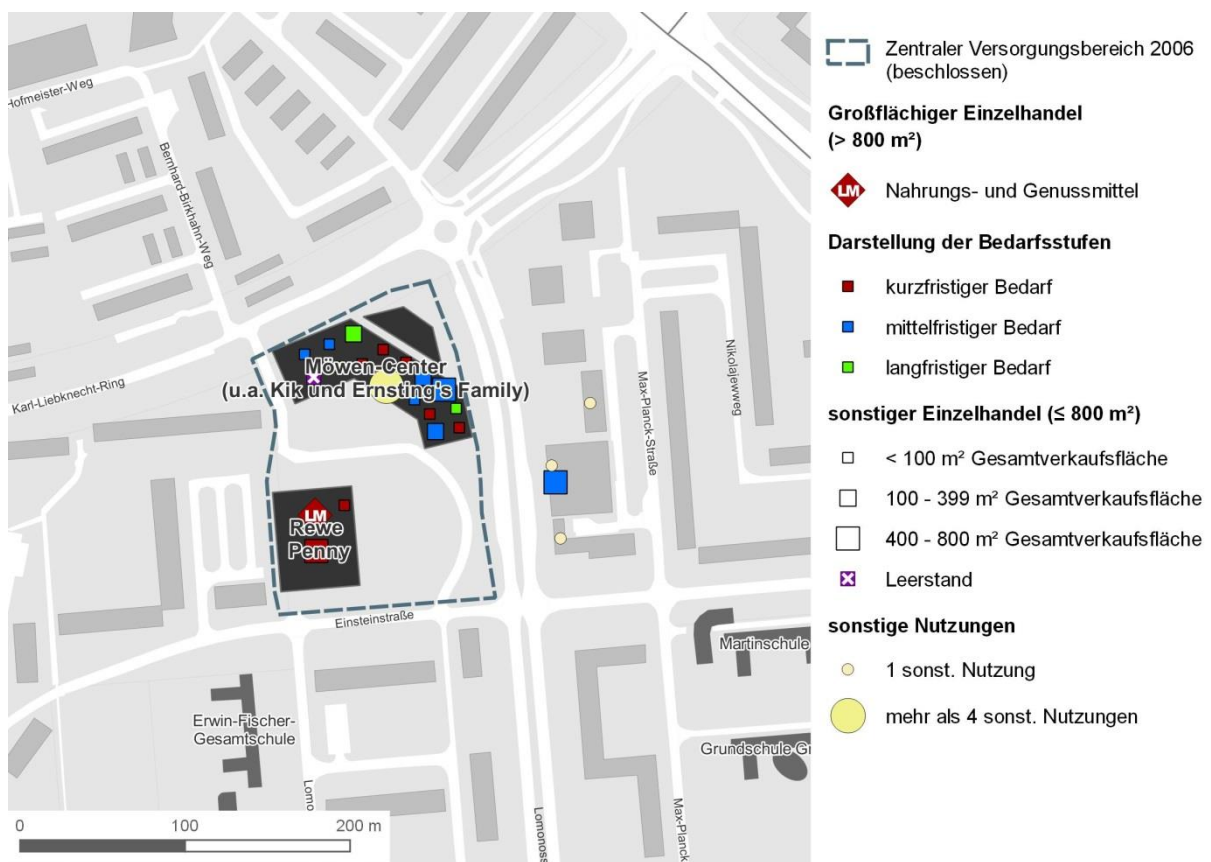 Hofmeister-Weg
Bernhard-Birkhahn-Weg
Karl-Liebknecht-Ring
Möwen-Center
(u.a. Kik und Ernsting's Family)
Max-Planck-Straße
Nikolajewweg
LM
Rewe
Penny
Einsteinstraße
Martinschule
Erwin-Fischer-
Gesamtschule
Grundschule Gr
Lomo
Lomonoss
Max-Planck
0 100 200 m
Zentraler Versorgungsbereich 2006
(beschlossen)
Großflächiger Einzelhandel
(> 800 m²)
LM Nahrungs- und Genussmittel
Darstellung der Bedarfsstufen
kurzfristiger Bedarf
mittelfristiger Bedarf
langfristiger Bedarf
sonstiger Einzelhandel (≤ 800 m²)
< 100 m² Gesamtverkaufsfläche
100 - 399 m² Gesamtverkaufsfläche
400 - 800 m² Gesamtverkaufsfläche
Leerstand
sonstige Nutzungen
1 sonst. Nutzung
mehr als 4 sonst. Nutzungen